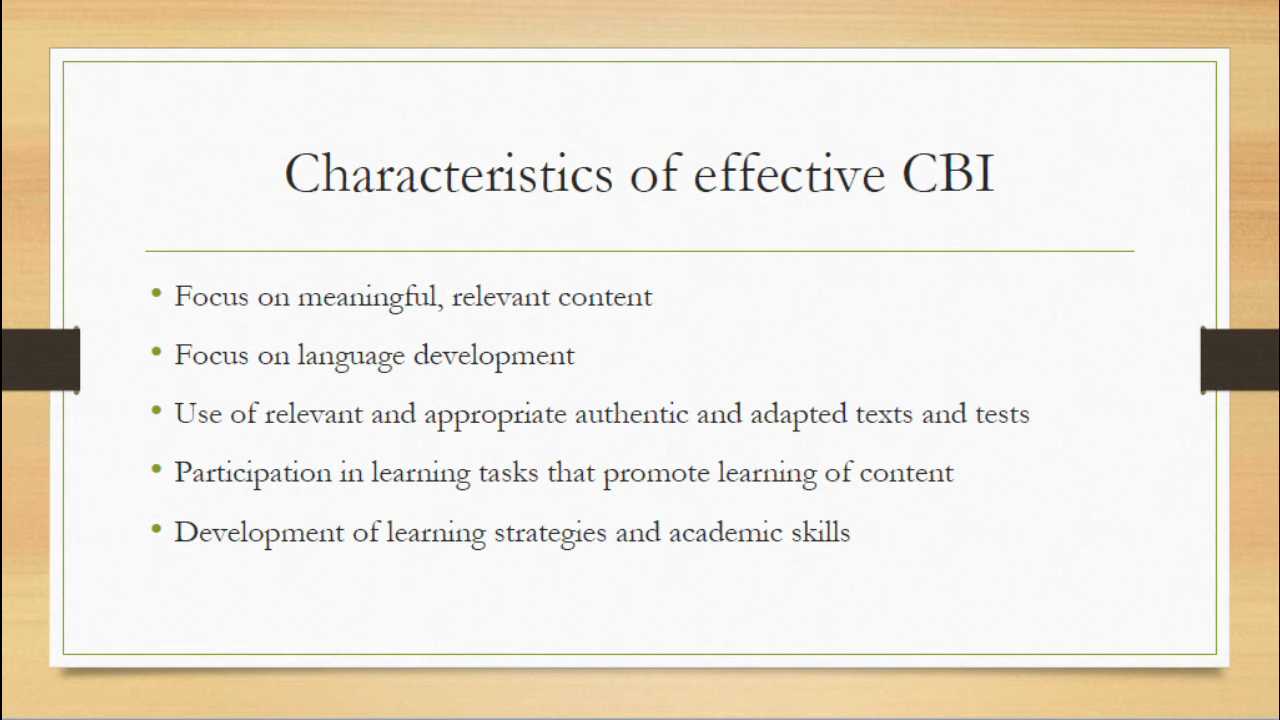 Characteristics of effective CBI
• Focus on meaningful, relevant content
• Focus on language development
• Use of relevant and appropriate authentic and adapted texts and tests
• Participation in learning tasks that promote learning of content
• Development of learning strategies and academic skills